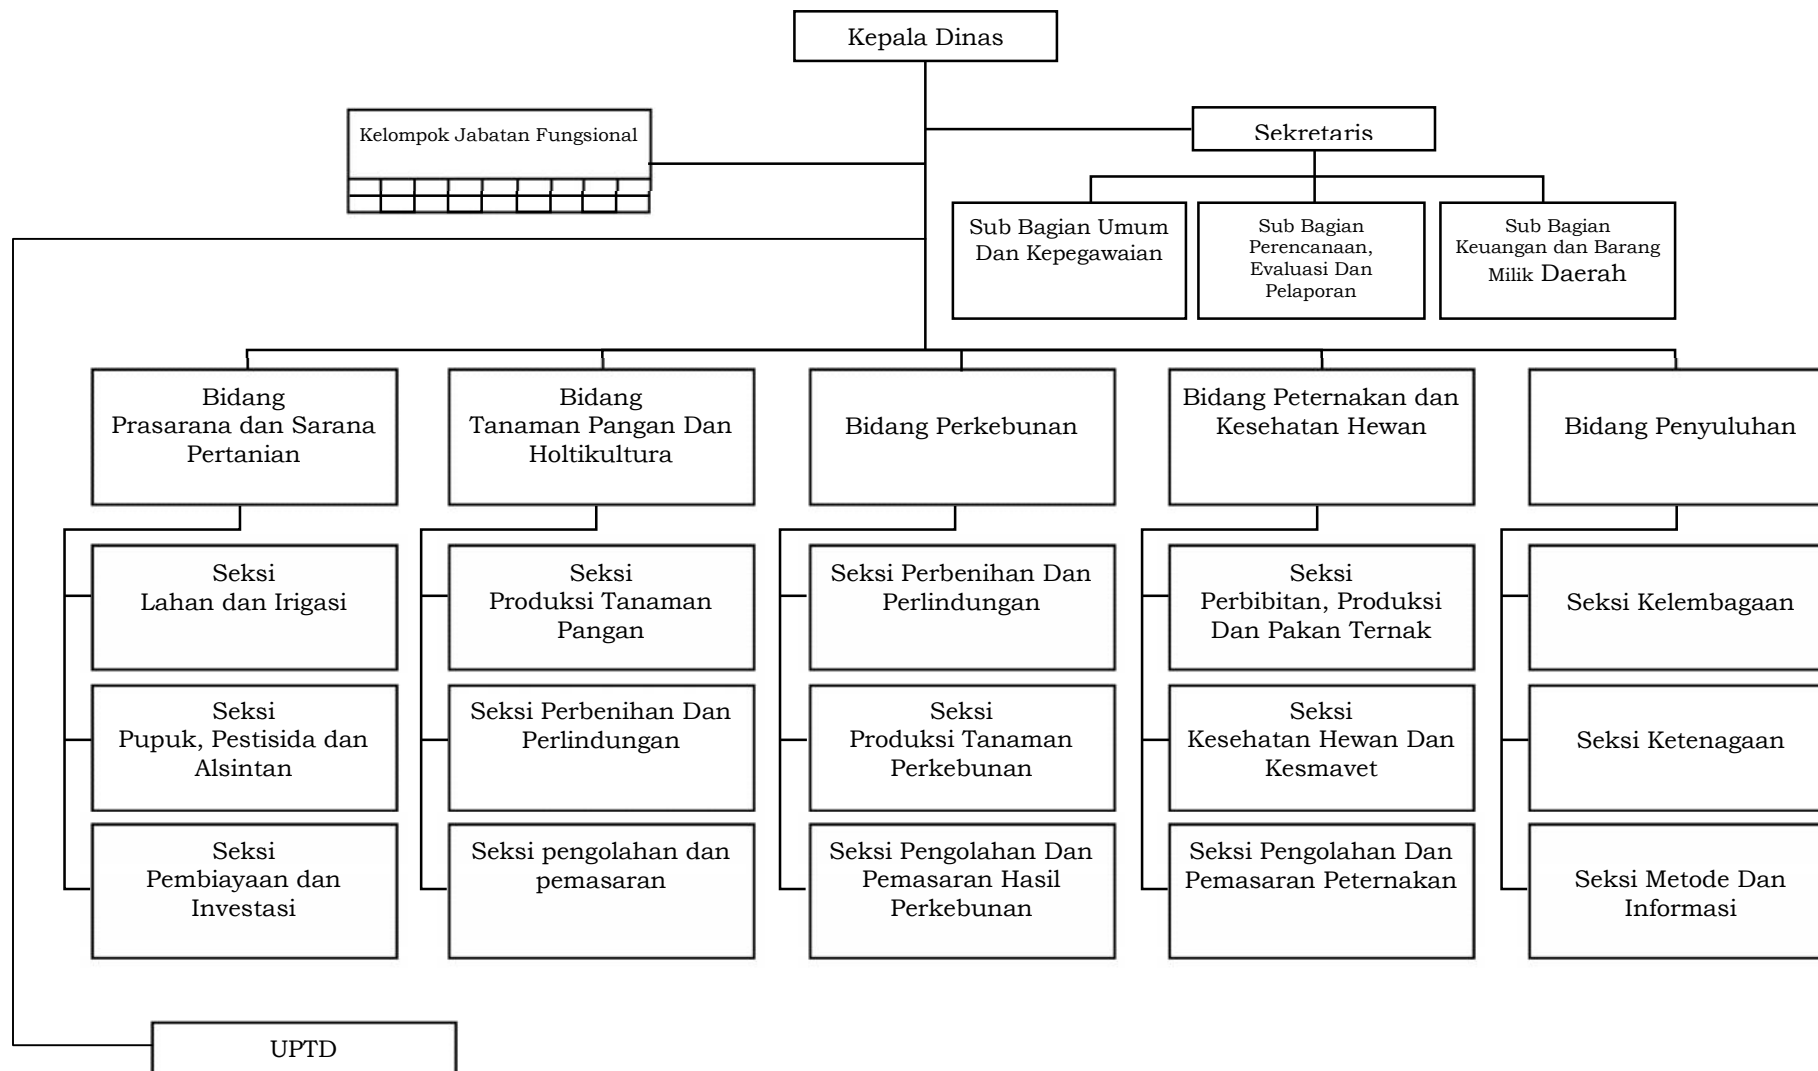 Kepala Dinas
Kelompok Jabatan Fungsional
Sekretaris
Sub Bagian Umum
Dan Kepegawaian
Sub Bagian
Perencanaan,
Evaluasi Dan
Pelaporan
Sub Bagian
Keuangan dan Barang
Milik Daerah
Bidang
Prasarana dan Sarana
Pertanian
Bidang
Tanaman Pangan Dan
Holtikultura
Bidang Perkebunan
Bidang Peternakan dan
Kesehatan Hewan
Bidang Penyuluhan
Seksi
Lahan dan Irigasi
Seksi
Produksi Tanaman
Pangan
Seksi Perbenihan Dan
Perlindungan
Seksi
Perbibitan, Produksi
Dan Pakan Ternak
Seksi Kelembagaan
Seksi
Pupuk, Pestisida dan
Alsintan
Seksi Perbenihan Dan
Perlindungan
Seksi
Produksi Tanaman
Perkebunan
Seksi
Kesehatan Hewan Dan
Kesmavet
Seksi Ketenagaan
Seksi
Pembiayaan dan
Investasi
Seksi pengolahan dan
pemasaran
Seksi Pengolahan Dan
Pemasaran Hasil
Perkebunan
Seksi Pengolahan Dan
Pemasaran Peternakan
Seksi Metode Dan
Informasi
UPTD